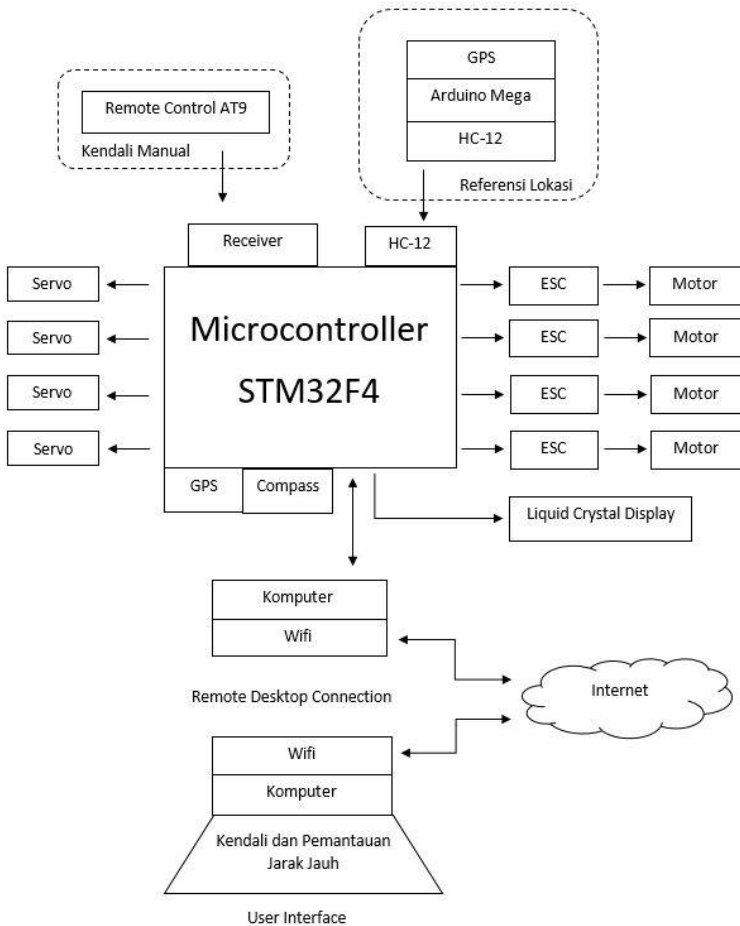 GPS
Arduino Mega
HC-12
Referensi Lokasi
Remote Control AT9
Kendali Manual
Receiver
HC-12
Microcontroller
STM32F4
Servo
Servo
Servo
Servo
ESC
Motor
ESC
Motor
ESC
Motor
ESC
Motor
GPS
Compass
Liquid Crystal Display
Komputer
Wifi
Remote Desktop Connection
Internet
Wifi
Komputer
Kendali dan Pemantauan
Jarak Jauh
User Interface